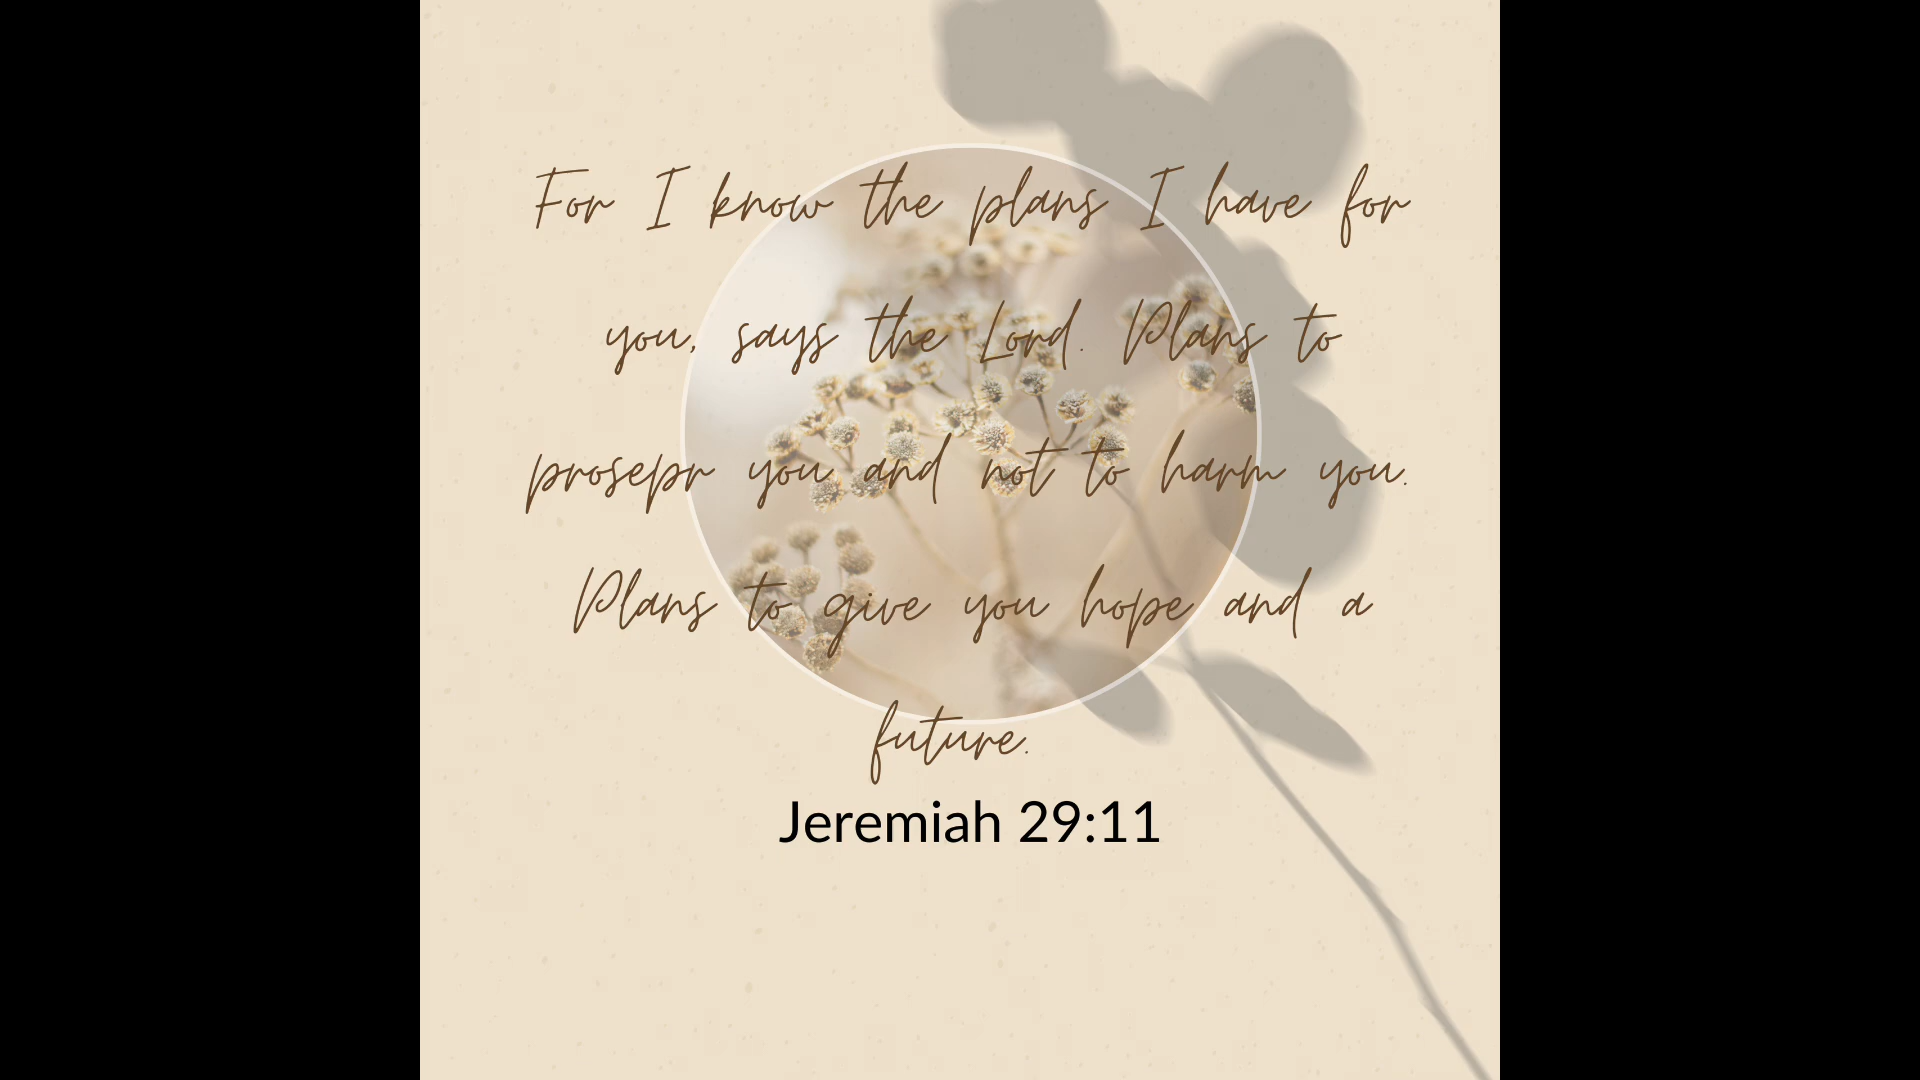 For I know the plans I have for
you, says the Lord. Plans to
prosepr you and not to harm you.
Plans to give you hope and a
future.
Jeremiah 29:11